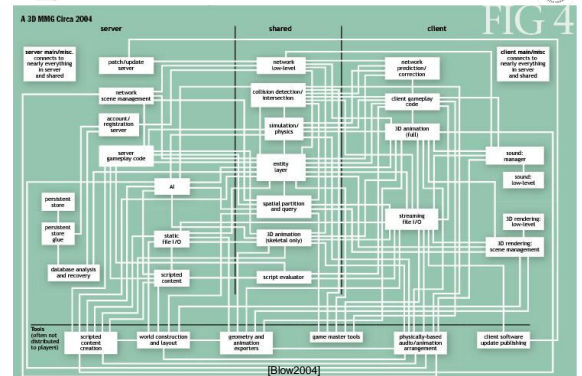 A 3D MMG Circa 2004
FIG 4
server
shared
client
server main/misc.
connects to
nearly everything
in server
and shared
patch/update
server
network
low-level
network
prediction/
correction
client main/misc
connects to
nearly everything
in server
and shared
network
scene management
collision detection/
intersection
client gameplay
code
account/
registration
server
simulation/
physics
3D animation
(full)
server
gameplay code
entity
layer
sound:
manager
sound:
low-level
AI
persistent
store
spatial partition
and query
streaming
file I/O
3D rendering:
low-level
persistent
store
glue
static
file I/O
3D animation
(skeletal only)
3D rendering:
scene management
database analysis
and recovery
scripted
content
script evaluator
Tools
(often not
distributed
to players)
scripted
content
creation
world construction
and layout
geometry and
animation
exporters
game master tools
physically-based
audio/animation
arrangement
client software
update publishing
[Blow2004]